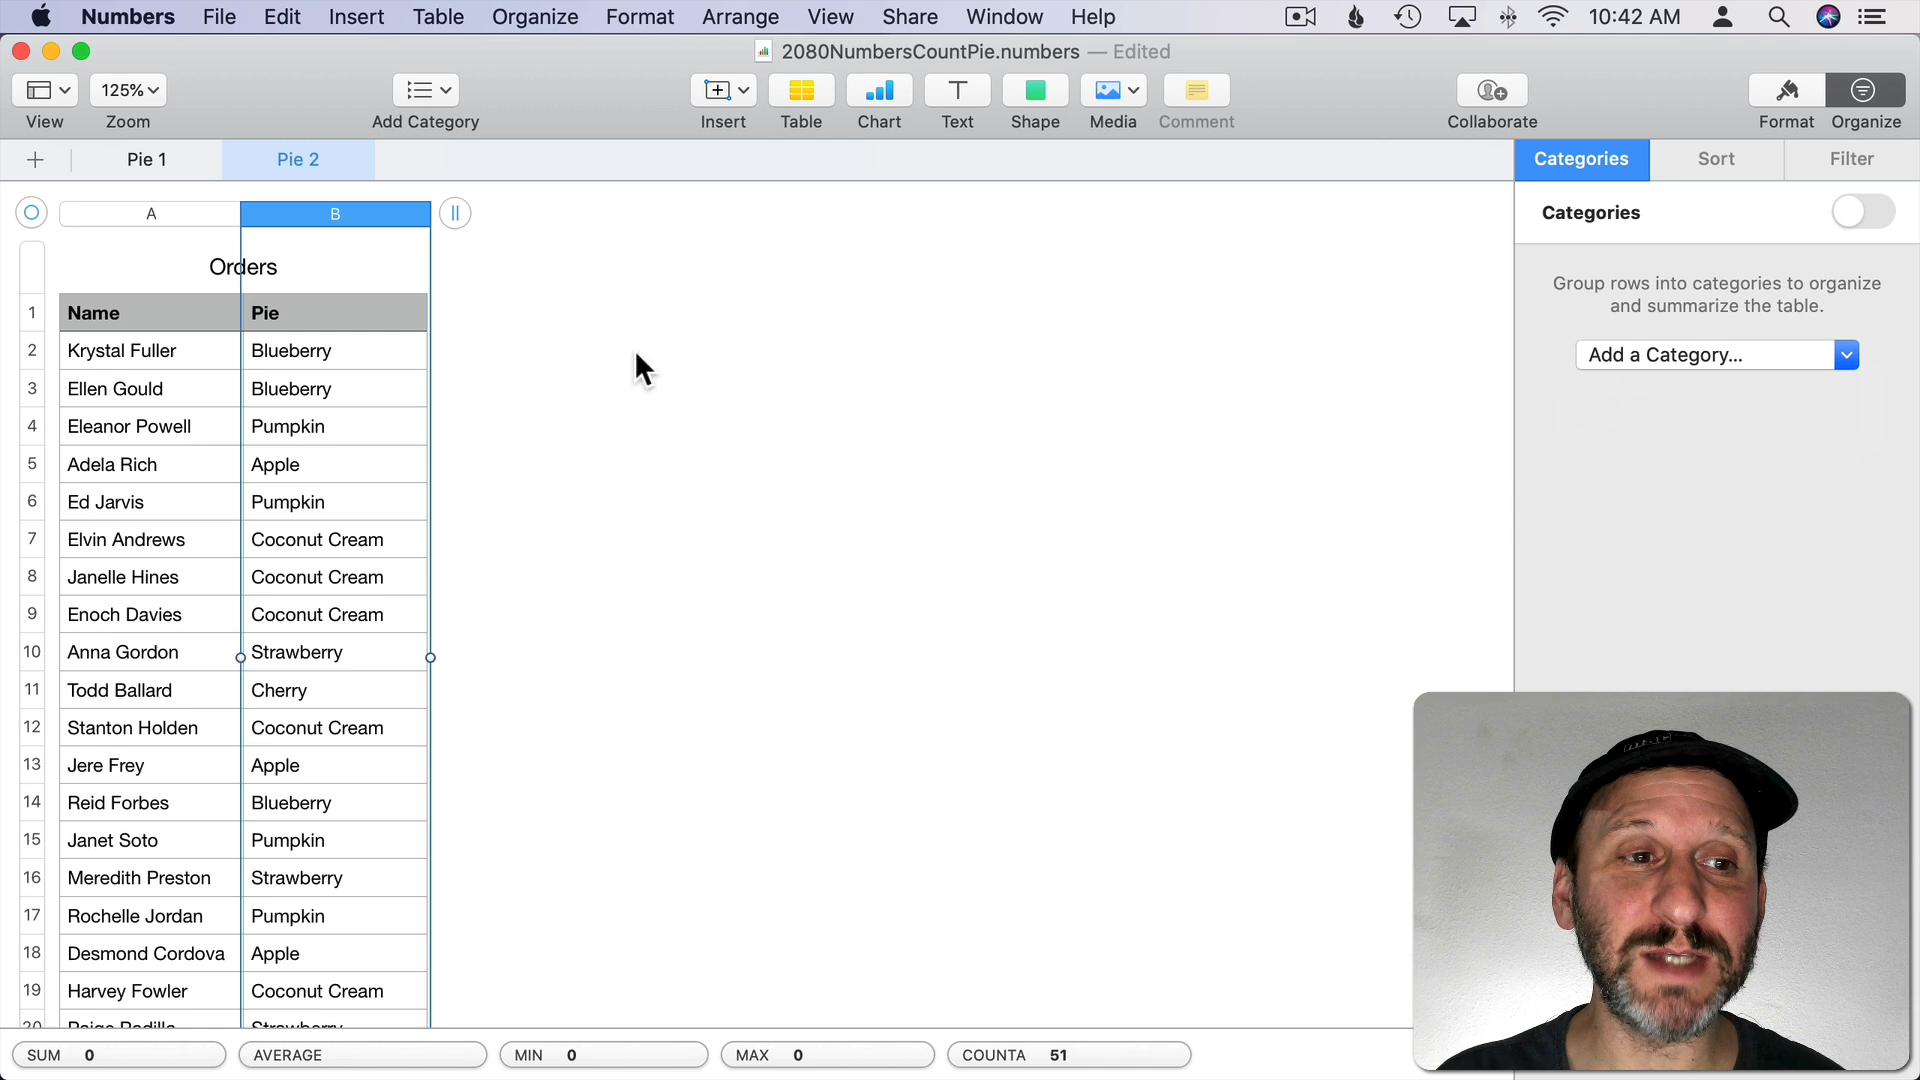 Numbers File Edit Insert Table Organize Format Arrange View Share Window Help 10:42 AM
2080NumbersCountPie.numbers — Edited
125%
View Zoom Add Category Insert Table Chart Text Shape Media Comment Collaborate Format Organize
Pie 1 Pie 2 Categories Sort Filter
A B
Categories
Orders
Group rows into categories to organize
and summarize the table.
Add a Category...
1 Name Pie
2 Krystal Fuller Blueberry
3 Ellen Gould Blueberry
4 Eleanor Powell Pumpkin
5 Adela Rich Apple
6 Ed Jarvis Pumpkin
7 Elvin Andrews Coconut Cream
8 Janelle Hines Coconut Cream
9 Enoch Davies Coconut Cream
10 Anna Gordon Strawberry
11 Todd Ballard Cherry
12 Stanton Holden Coconut Cream
13 Jere Frey Apple
14 Reid Forbes Blueberry
15 Janet Soto Pumpkin
16 Meredith Preston Strawberry
17 Rochelle Jordan Pumpkin
18 Desmond Cordova Apple
19 Harvey Fowler Coconut Cream
20 Paige Padilla Strawberry
SUM 0 AVERAGE MIN 0 MAX 0 COUNTA 51